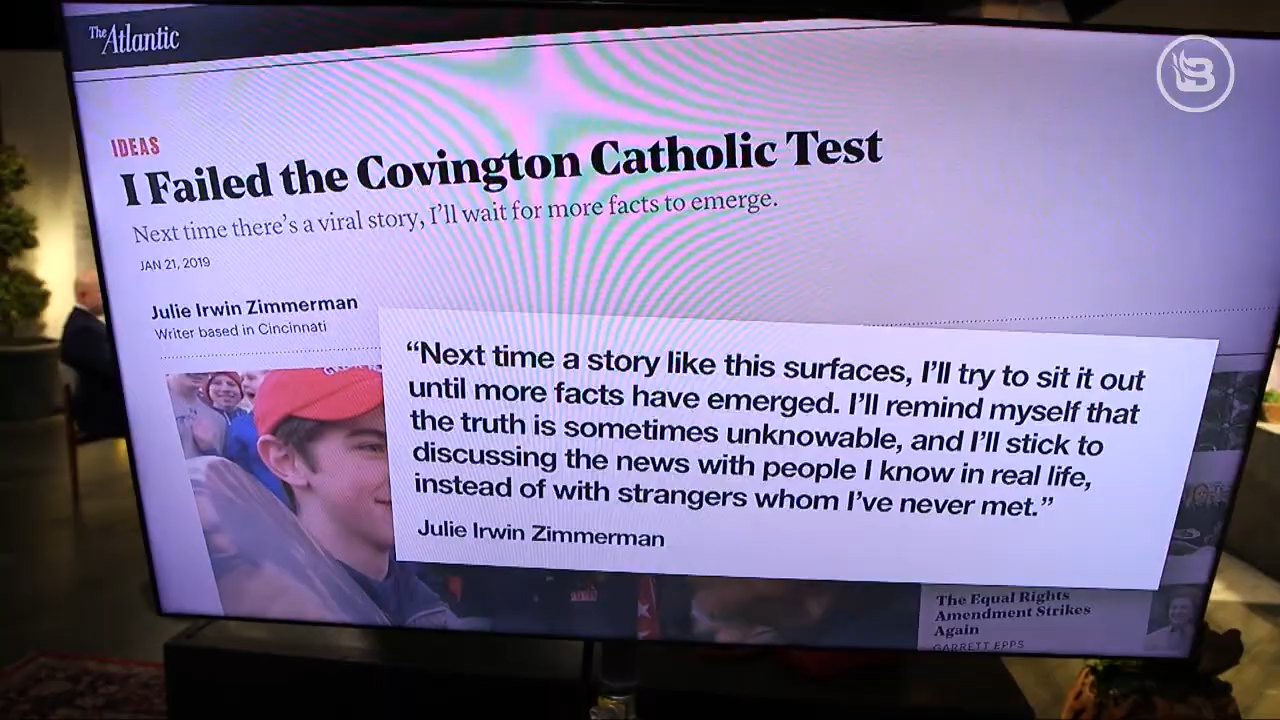 The Atlantic
IDEAS
I Failed the Covington Catholic Test
Next time there's a viral story, I'll wait for more facts to emerge.
JAN 21, 2019
Julie Irwin Zimmerman
Writer based in Cincinnati
“Next time a story like this surfaces, I’ll try to sit it out
until more facts have emerged. I’ll remind myself that
the truth is sometimes unknowable, and I’ll stick to
discussing the news with people I know in real life,
instead of with strangers whom I’ve never met.”
Julie Irwin Zimmerman
The Equal Rights
Amendment Strikes
Again
GARRETT EPPS
B